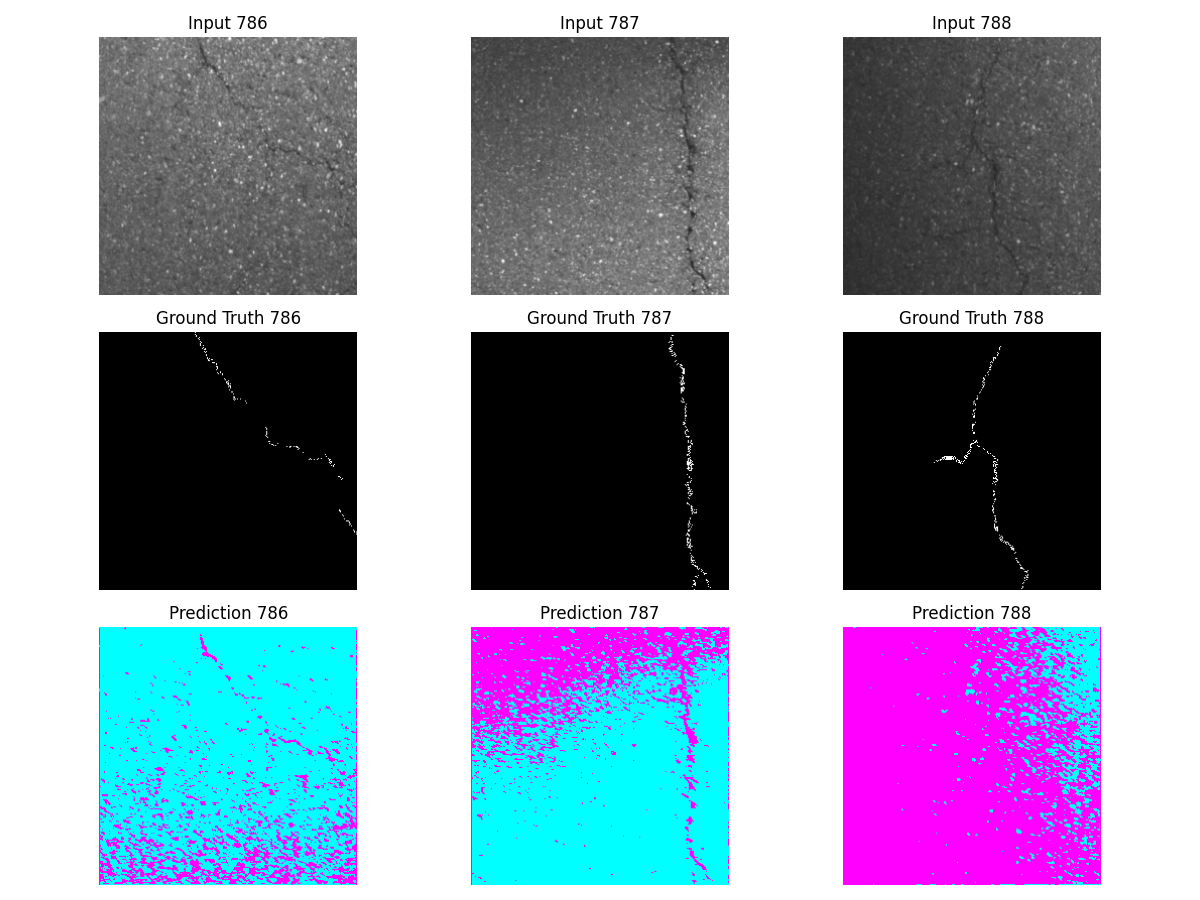 Input 786
Input 787
Input 788
Ground Truth 786
Ground Truth 787
Ground Truth 788
Prediction 786
Prediction 787
Prediction 788